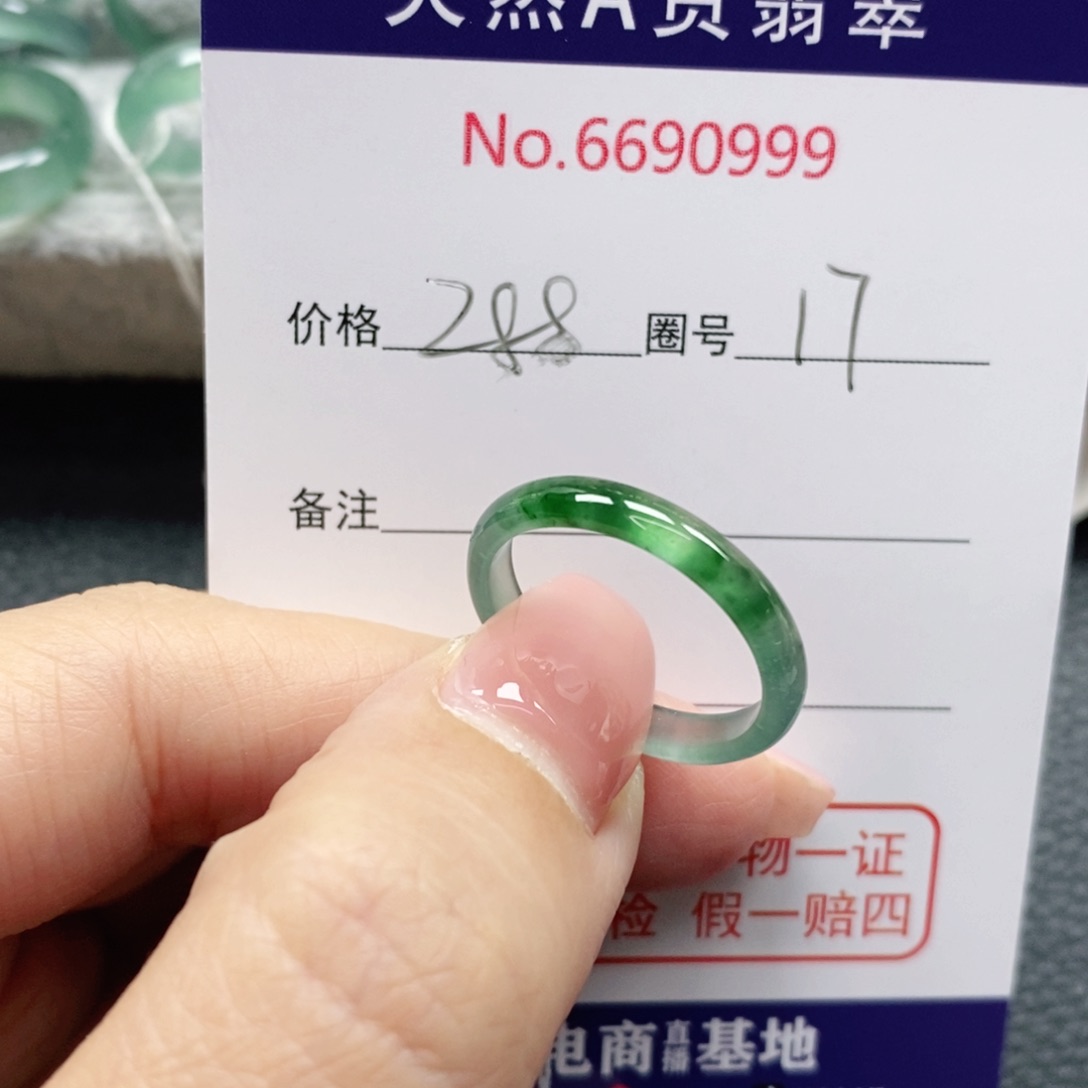 天然A货翡翠
No.6690999
价格 288 圈号 17
备注
物一证
检 假一赔四
电商直播基地